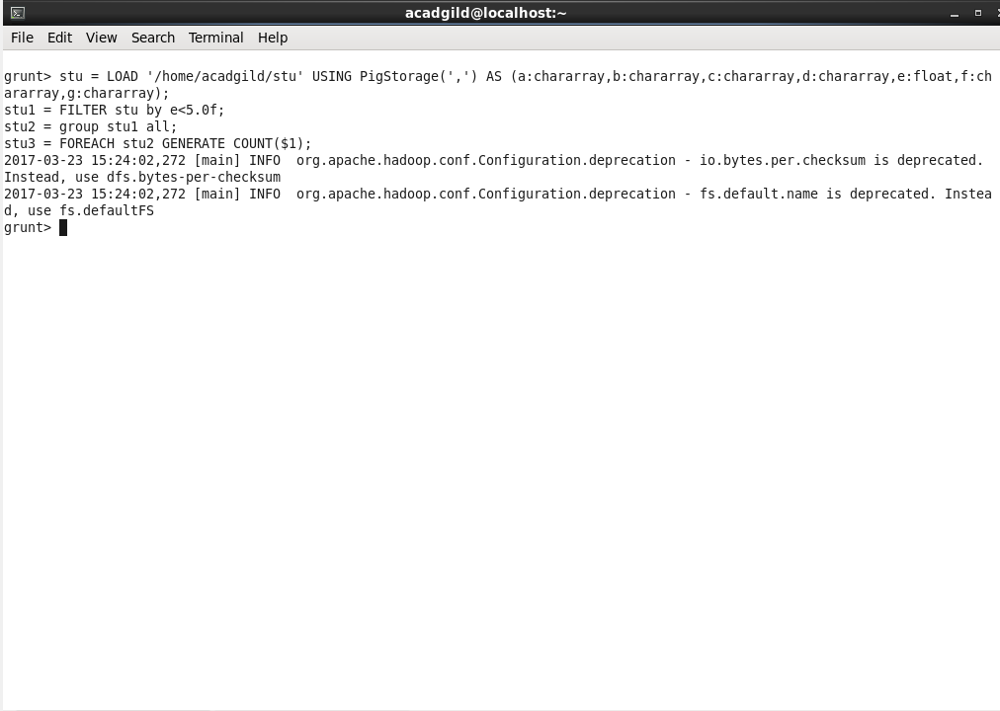 acadgild@localhost:~
File Edit View Search Terminal Help
grunt> stu = LOAD '/home/acadgild/stu' USING PigStorage(',') AS (a:chararray,b:chararray,c:chararray,d:chararray,e:float,f:ch
ararray,g:chararray);
stu1 = FILTER stu by e<5.0f;
stu2 = group stu1 all;
stu3 = FOREACH stu2 GENERATE COUNT($1);
2017-03-23 15:24:02,272 [main] INFO  org.apache.hadoop.conf.Configuration.deprecation - io.bytes.per.checksum is deprecated.
Instead, use dfs.bytes-per-checksum
2017-03-23 15:24:02,272 [main] INFO  org.apache.hadoop.conf.Configuration.deprecation - fs.default.name is deprecated. Instea
d, use fs.defaultFS
grunt>